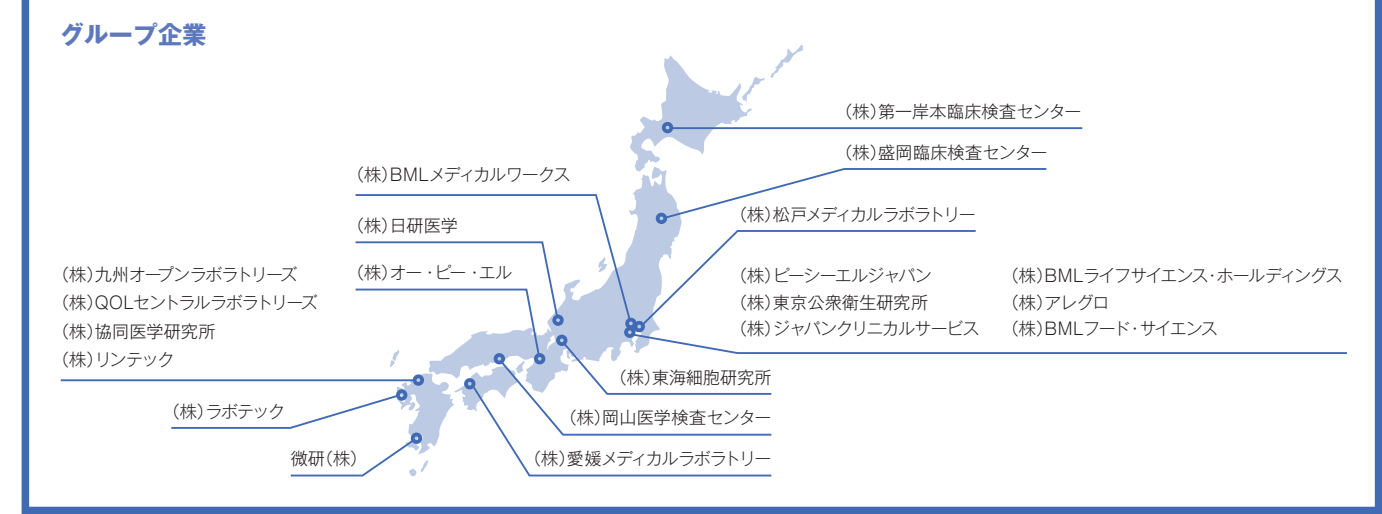 グループ企業
(株)第一岸本臨床検査センター
(株)盛岡臨床検査センター
(株)BMLメディカルワークス
(株)松戸メディカルラボラトリー
(株)日研医学
(株)オー・ピー・エル
(株)九州オープンラボラトリーズ
(株)QOLセントラルラボラトリーズ
(株)協同医学研究所
(株)リンテック
(株)ピーシーエルジャパン
(株)東京公衆衛生研究所
(株)ジャパンクリニカルサービス
(株)BMLライフサイエンス・ホールディングス
(株)アレグロ
(株)BMLフード・サイエンス
(株)東海細胞研究所
(株)ラボテック
(株)岡山医学検査センター
微研(株)
(株)愛媛メディカルラボラトリー